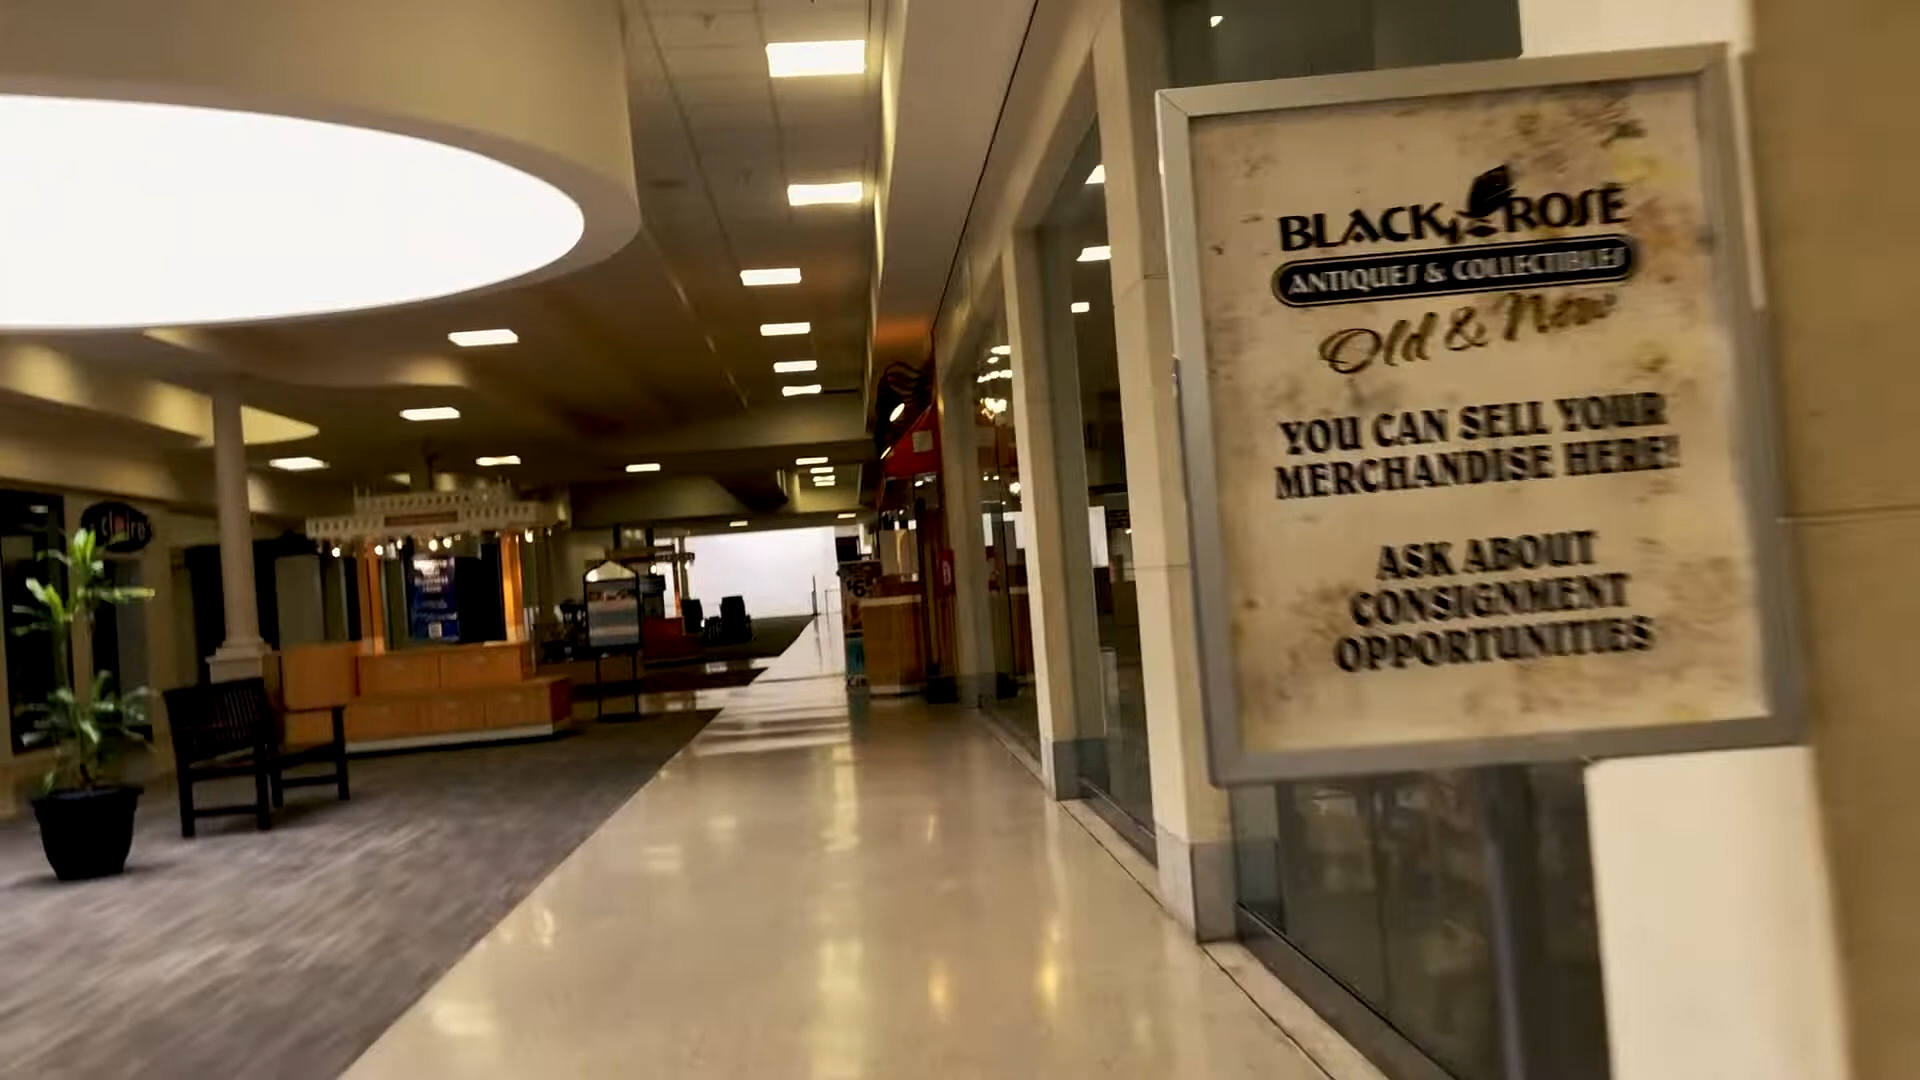 BLACK ROSE
ANTIQUES & COLLECTIBLES
Old & New
YOU CAN SELL YOUR
MERCHANDISE HERE!
ASK ABOUT
CONSIGNMENT
OPPORTUNITIES
claire's